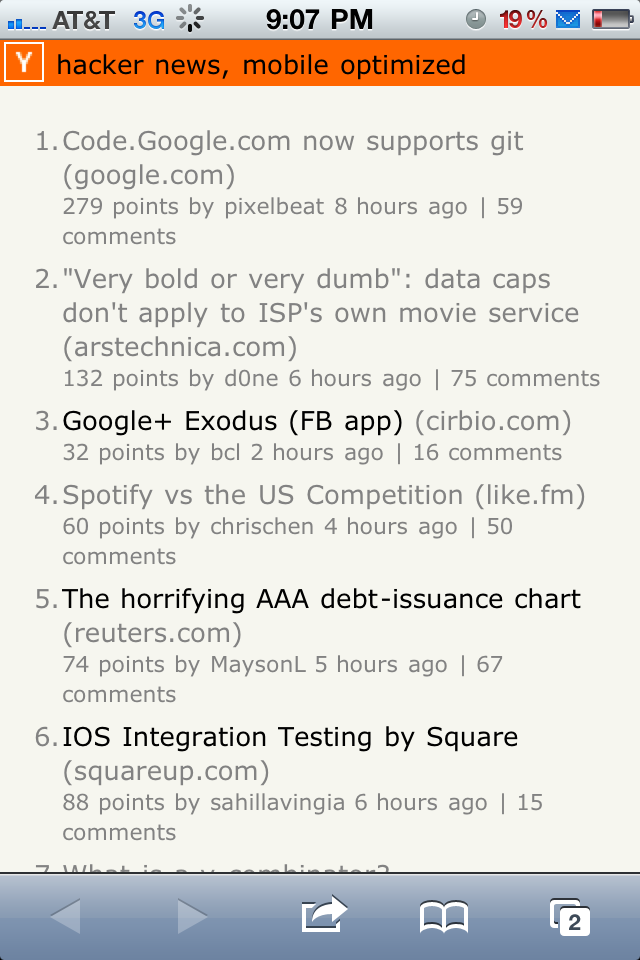 AT&T 3G 9:07 PM 19%
Y hacker news, mobile optimized
1. Code.Google.com now supports git
(google.com)
279 points by pixelbeat 8 hours ago | 59
comments
2. "Very bold or very dumb": data caps
don't apply to ISP's own movie service
(arstechnica.com)
132 points by d0ne 6 hours ago | 75 comments
3. Google+ Exodus (FB app) (cirbio.com)
32 points by bcl 2 hours ago | 16 comments
4. Spotify vs the US Competition (like.fm)
60 points by chrischen 4 hours ago | 50
comments
5. The horrifying AAA debt-issuance chart
(reuters.com)
74 points by MaysonL 5 hours ago | 67
comments
6. IOS Integration Testing by Square
(squareup.com)
88 points by sahillavingia 6 hours ago | 15
comments
7. What is a y combinator?
2